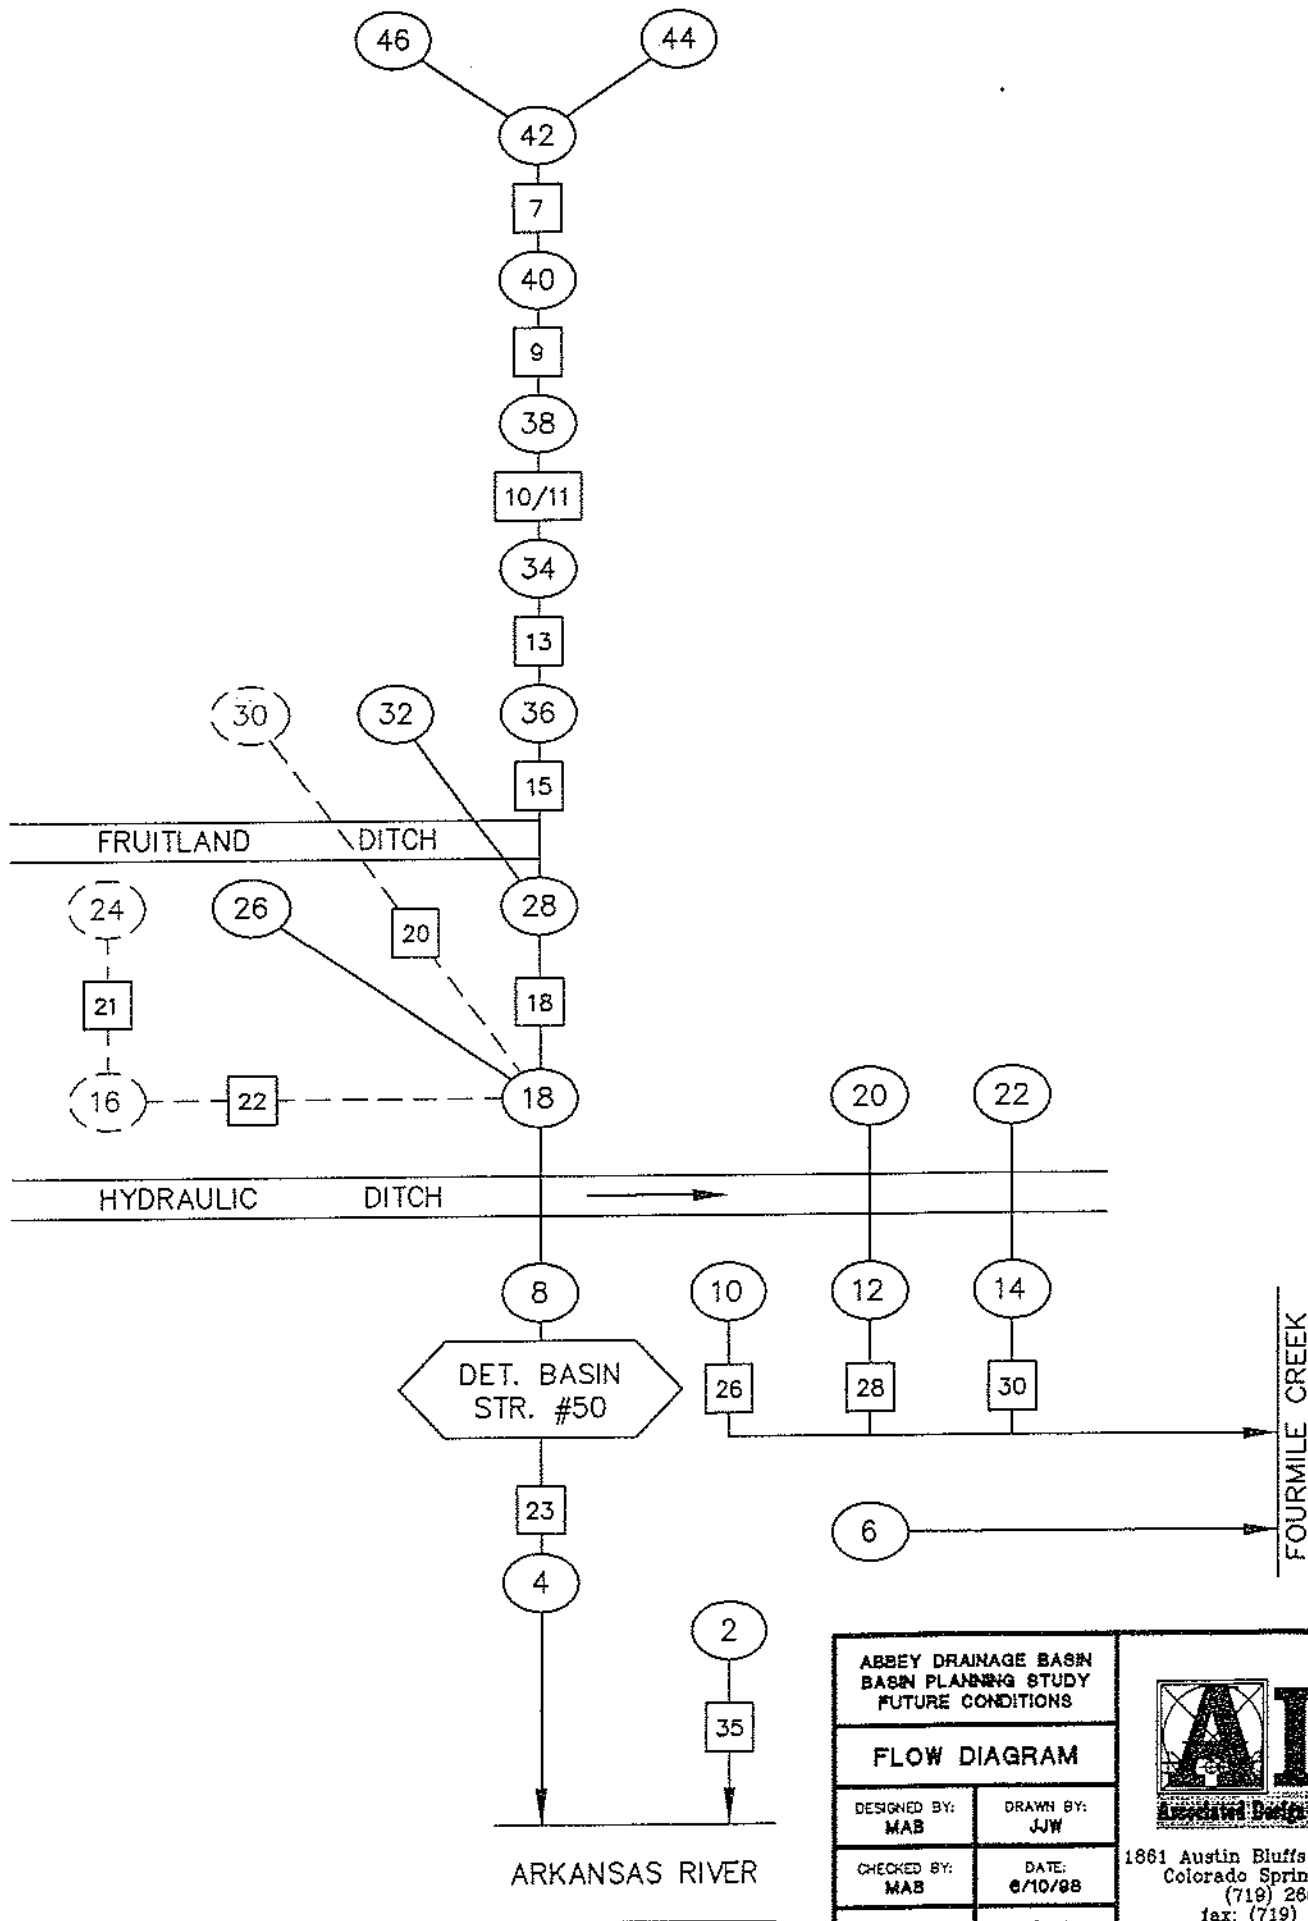 46
44
42
7
40
9
38
10/11
34
13
30
32
36
15
FRUITLAND DITCH
24
26
20
28
21
18
16
22
18
20
22
HYDRAULIC DITCH
8
10
12
14
DET. BASIN
STR. #50
26
28
30
FOURMILE CREEK
23
6
4
2
35
ARKANSAS RIVER
ABBEY DRAINAGE BASIN
BASIN PLANNING STUDY
FUTURE CONDITIONS
FLOW DIAGRAM
DESIGNED BY:
MAB
DRAWN BY:
JJW
CHECKED BY:
MAB
DATE:
6/10/98
A
Associated Design
1861 Austin Bluffs
Colorado Sprin
(719) 26
fax: (719)